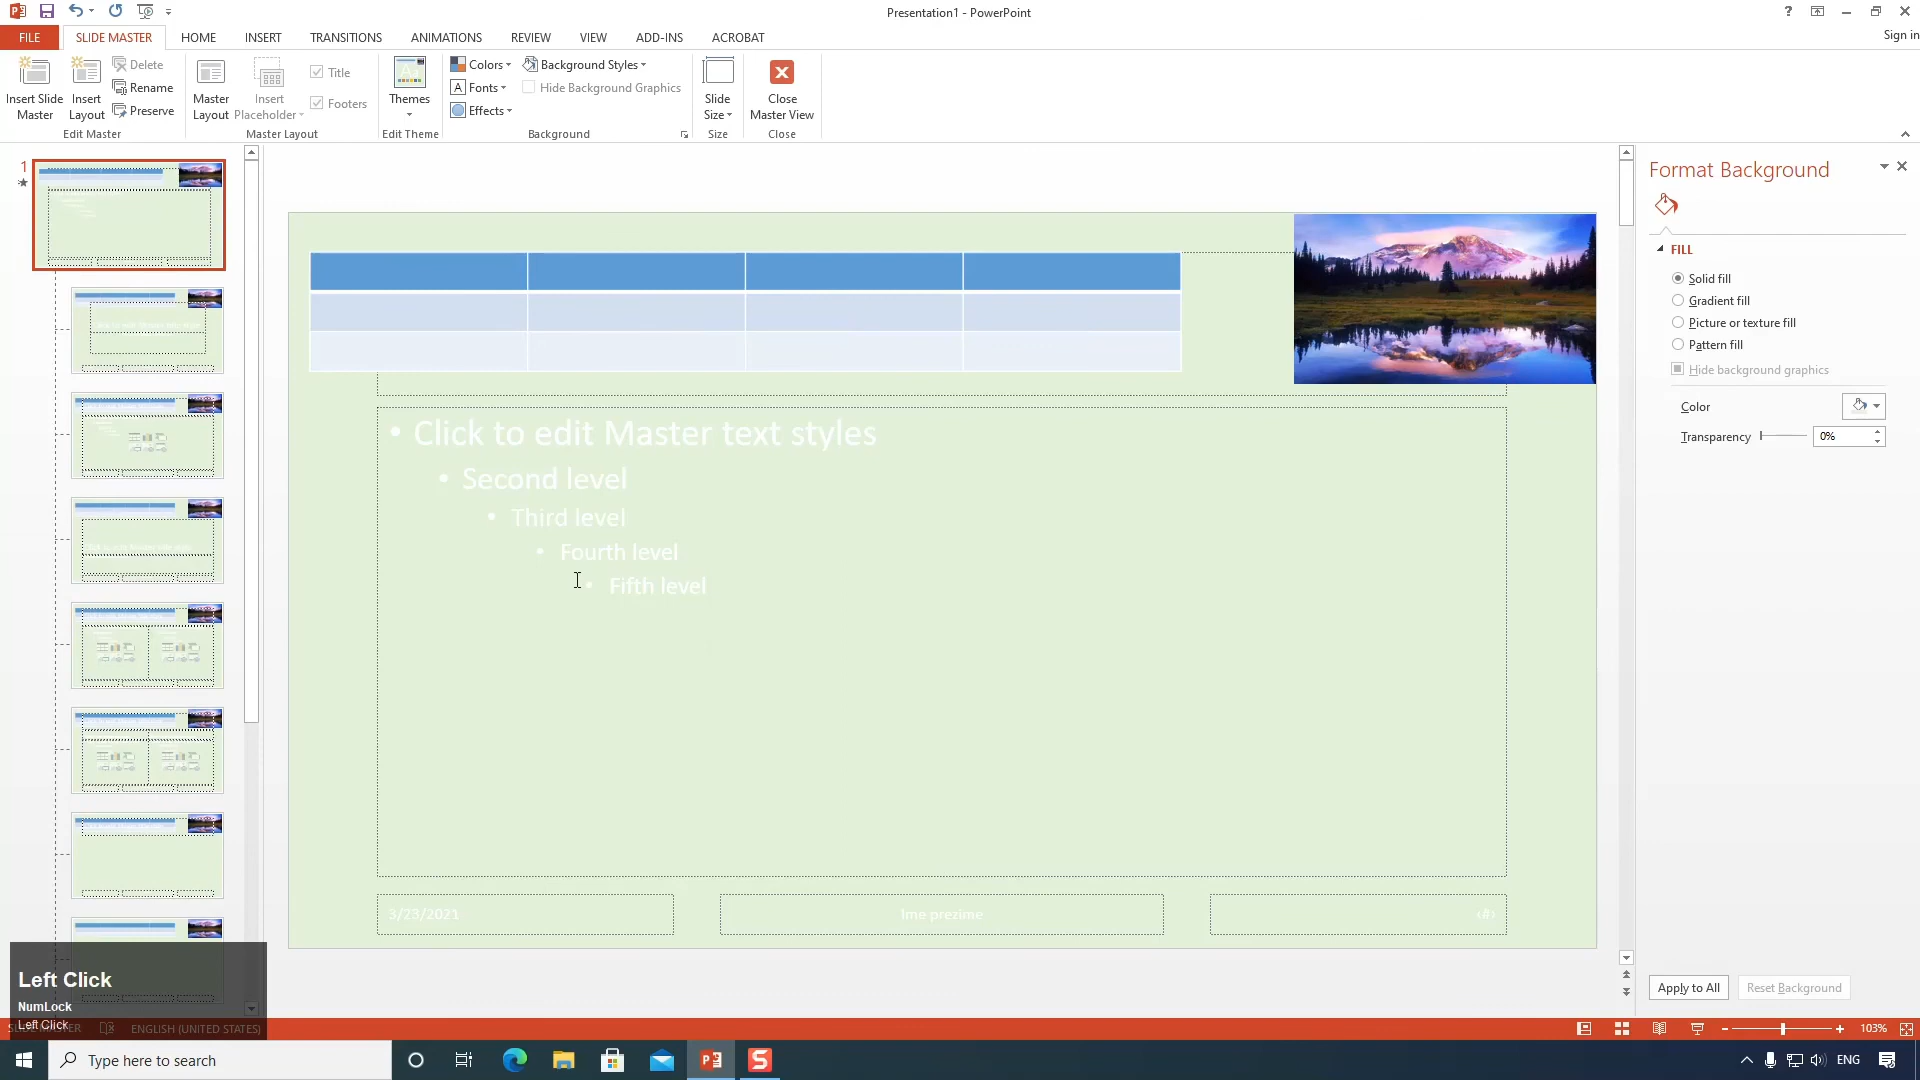 Presentation1 - PowerPoint
?
Sign in
FILE
SLIDE MASTER
HOME
INSERT
TRANSITIONS
ANIMATIONS
REVIEW
VIEW
ADD-INS
ACROBAT
Insert Slide Master
Insert Layout
Delete
Rename
Preserve
Edit Master
Master Layout
Insert Placeholder
Title
Footers
Master Layout
Themes
Edit Theme
Colors
Fonts
Effects
Background Styles
Hide Background Graphics
Background
Slide Size
Size
Close Master View
Close
1
Click to edit Master text styles
Second level
Third level
Fourth level
Fifth level
3/23/2021
Ime prezime
‹#›
Format Background
FILL
Solid fill
Gradient fill
Picture or texture fill
Pattern fill
Hide background graphics
Color
Transparency
0%
Apply to All
Reset Background
Left Click
NumLock
Left Click
SLIDE MASTER
ENGLISH (UNITED STATES)
103%
Type here to search
ENG